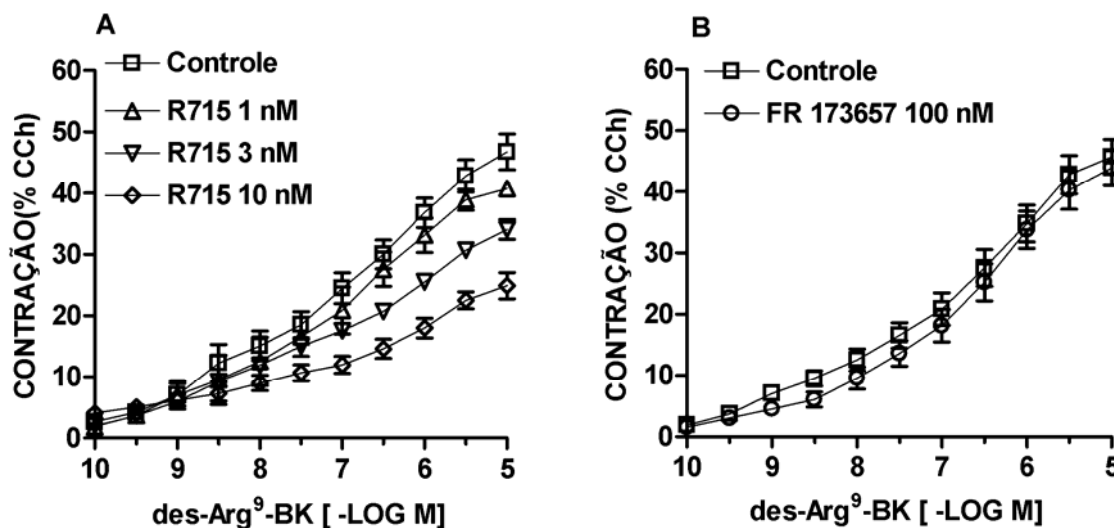 A
Controle
R715 1 nM
R715 3 nM
R715 10 nM
CONTRAÇÃO(% CCh)
60
50
40
30
20
10
0
10 9 8 7 6 5
des-Arg⁹-BK [ -LOG M]
B
Controle
FR 173657 100 nM
CONTRAÇÃO (% CCh)
60
50
40
30
20
10
0
10 9 8 7 6 5
des-Arg⁹-BK [ -LOG M]